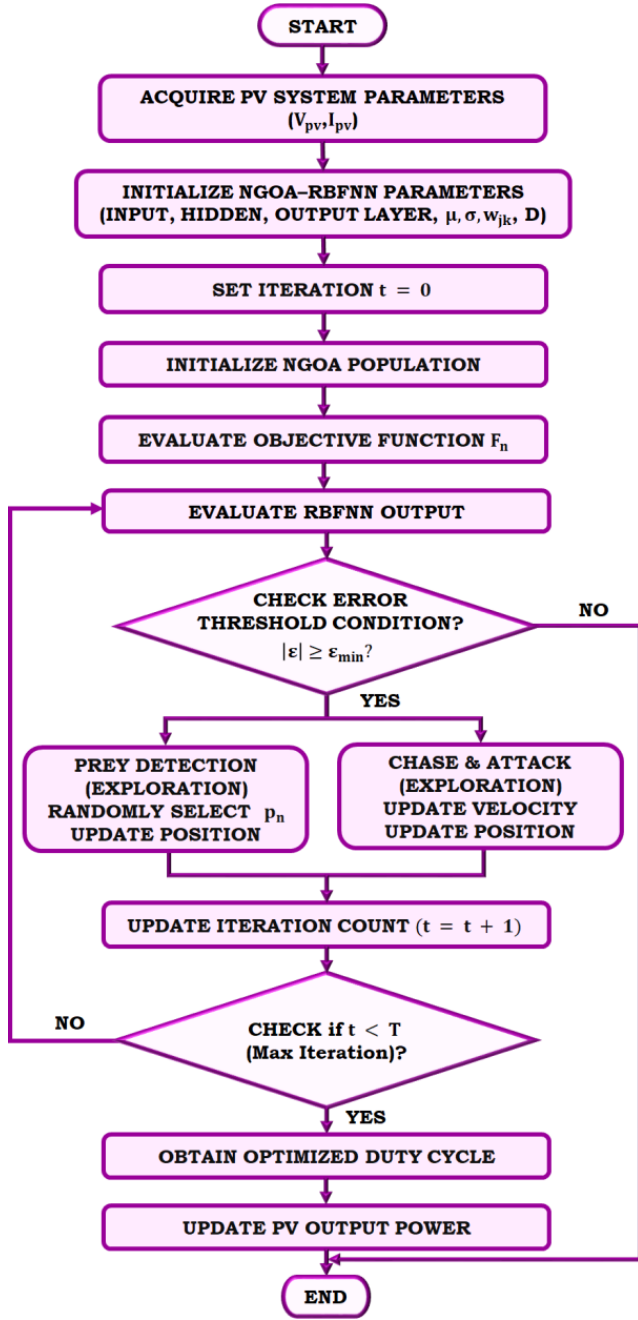 START
ACQUIRE PV SYSTEM PARAMETERS
(V_pv,I_pv)
INITIALIZE NGOA–RBFNN PARAMETERS
(INPUT, HIDDEN, OUTPUT LAYER, μ, σ, w_jk, D)
SET ITERATION t = 0
INITIALIZE NGOA POPULATION
EVALUATE OBJECTIVE FUNCTION F_n
EVALUATE RBFNN OUTPUT
CHECK ERROR
THRESHOLD CONDITION?
|ε| ≥ ε_min?
NO
YES
PREY DETECTION
(EXPLORATION)
RANDOMLY SELECT p_n
UPDATE POSITION
CHASE & ATTACK
(EXPLORATION)
UPDATE VELOCITY
UPDATE POSITION
UPDATE ITERATION COUNT (t = t + 1)
NO
CHECK if t < T
(Max Iteration)?
YES
OBTAIN OPTIMIZED DUTY CYCLE
UPDATE PV OUTPUT POWER
END